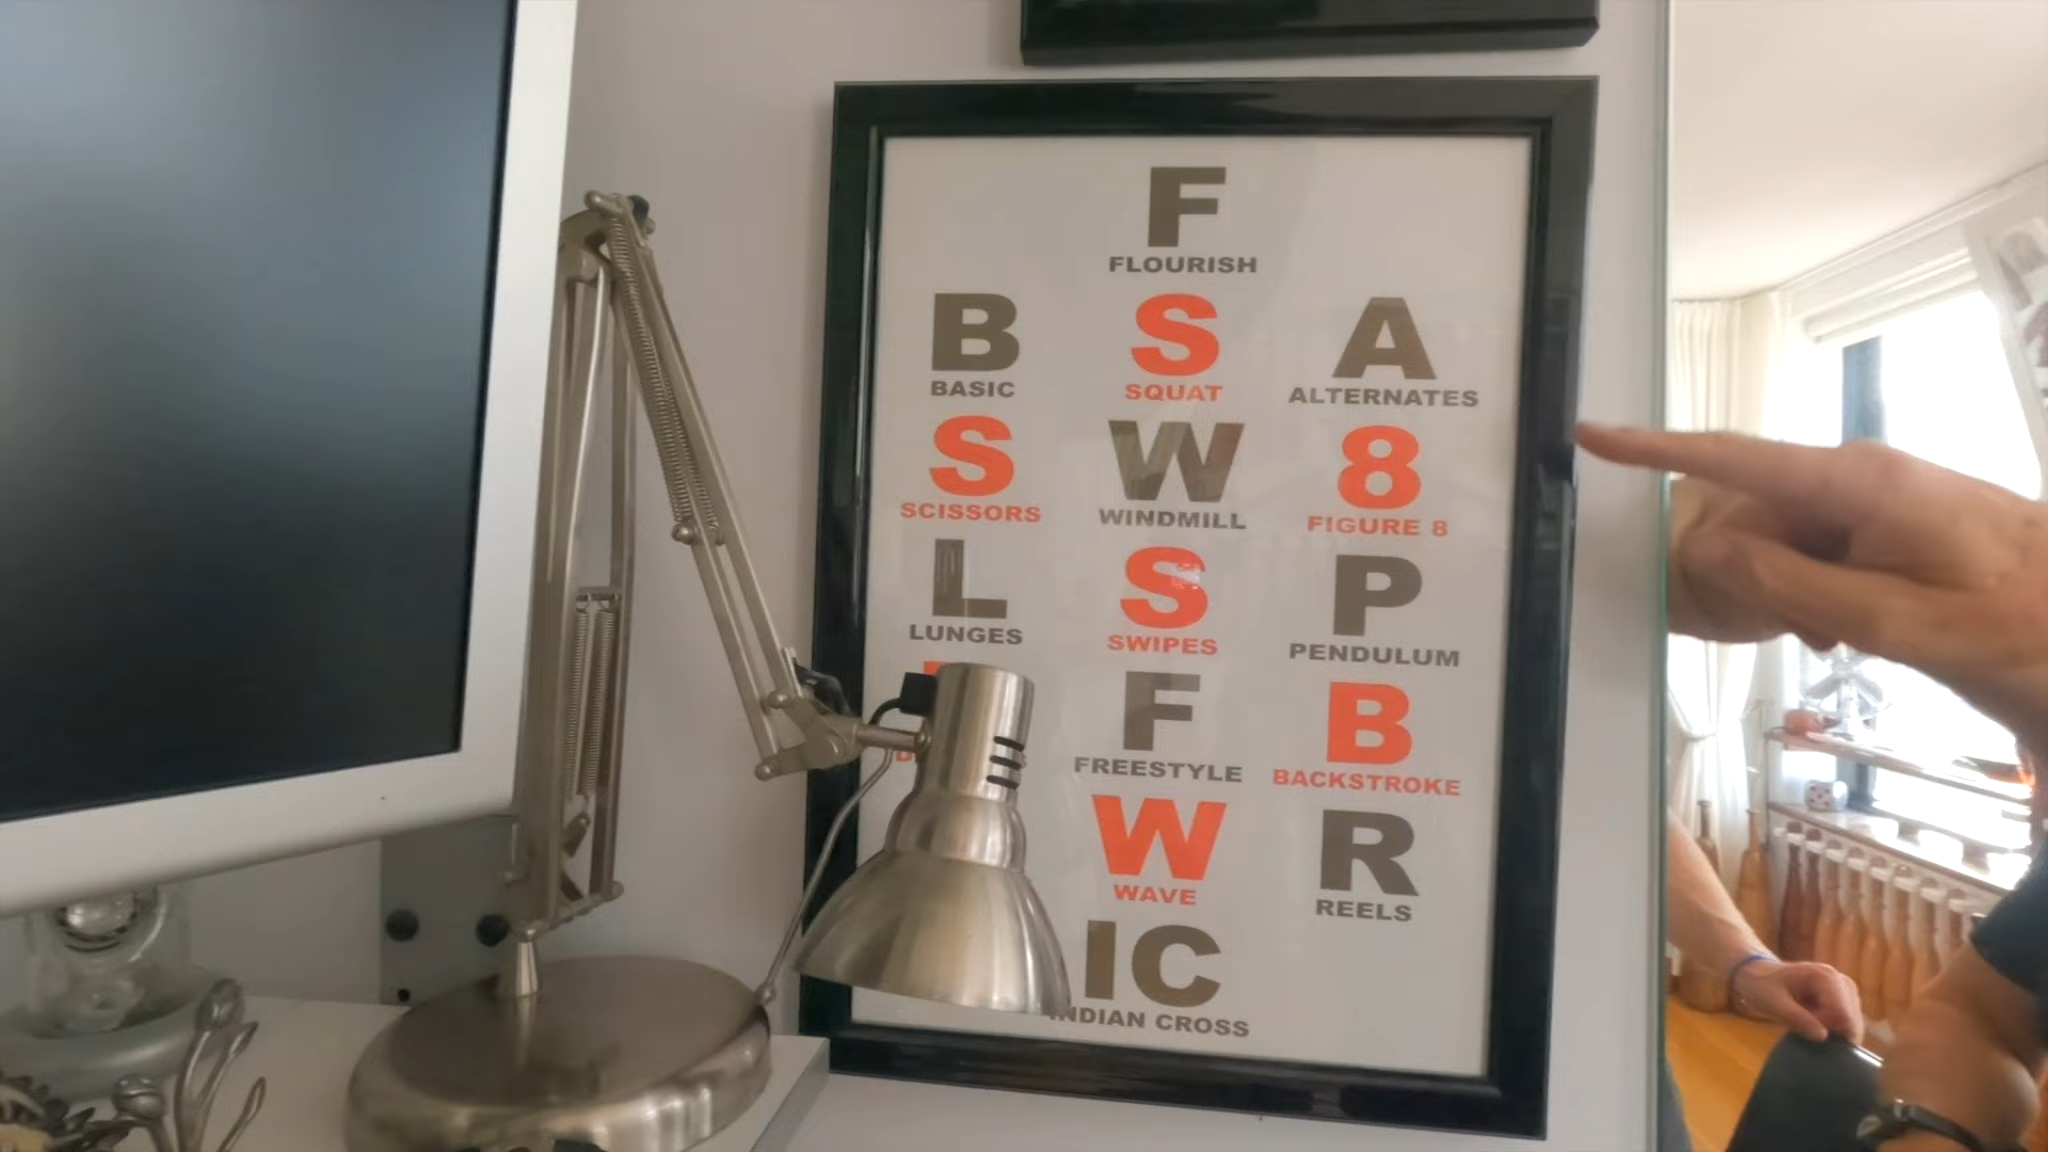 F
FLOURISH
B S A
BASIC SQUAT ALTERNATES
S W 8
SCISSORS WINDMILL FIGURE 8
L S P
LUNGES SWIPES PENDULUM
F B
FREESTYLE BACKSTROKE
W R
WAVE REELS
IC
INDIAN CROSS